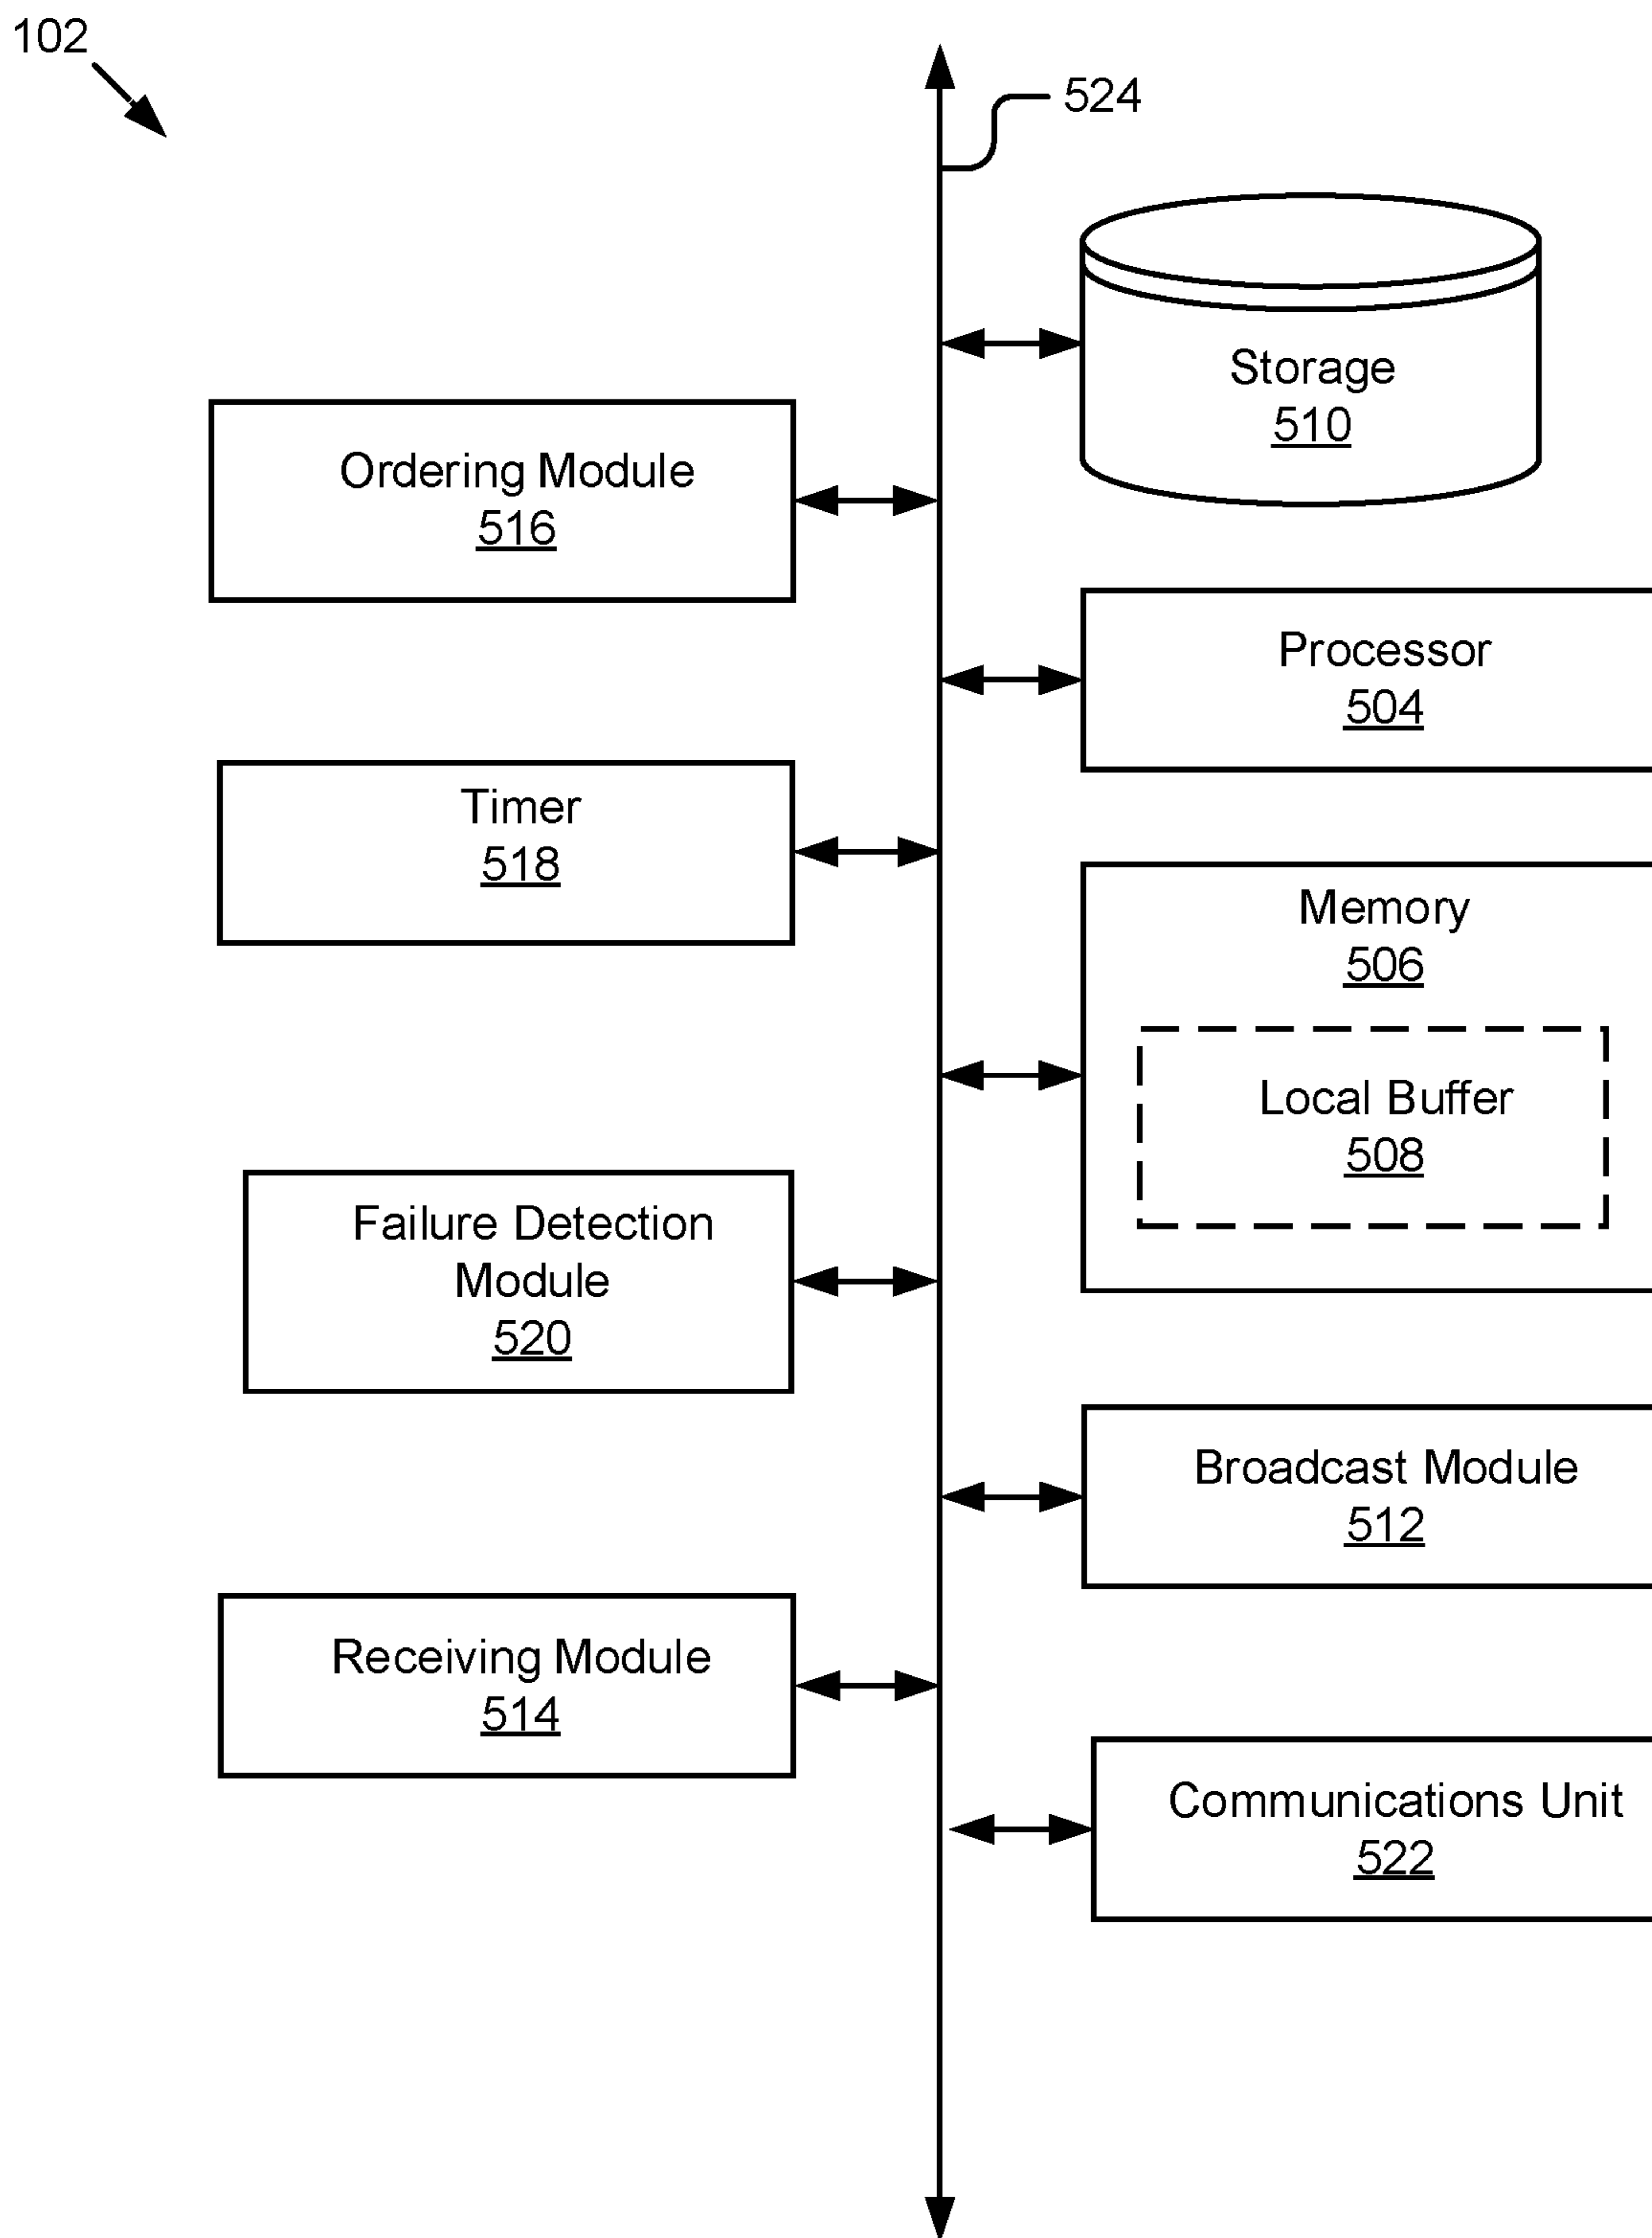 102
524
Storage
510
Ordering Module
516
Processor
504
Timer
518
Memory
506
Local Buffer
508
Failure Detection
Module
520
Broadcast Module
512
Receiving Module
514
Communications Unit
522